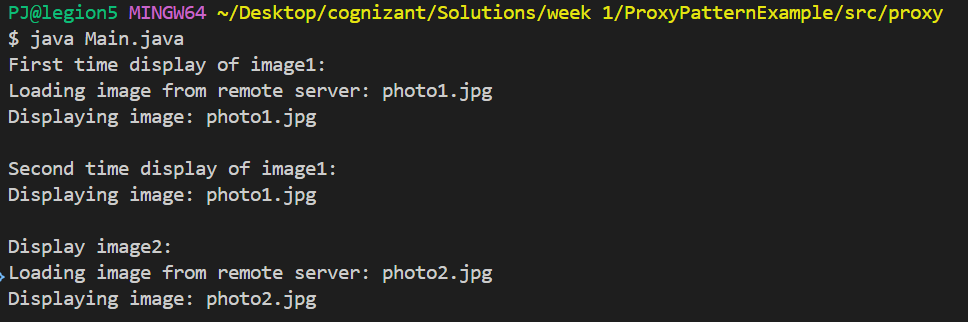 PJ@legion5 MINGW64 ~/Desktop/cognizant/Solutions/week 1/ProxyPatternExample/src/proxy
$ java Main.java
First time display of image1:
Loading image from remote server: photo1.jpg
Displaying image: photo1.jpg

Second time display of image1:
Displaying image: photo1.jpg

Display image2:
Loading image from remote server: photo2.jpg
Displaying image: photo2.jpg